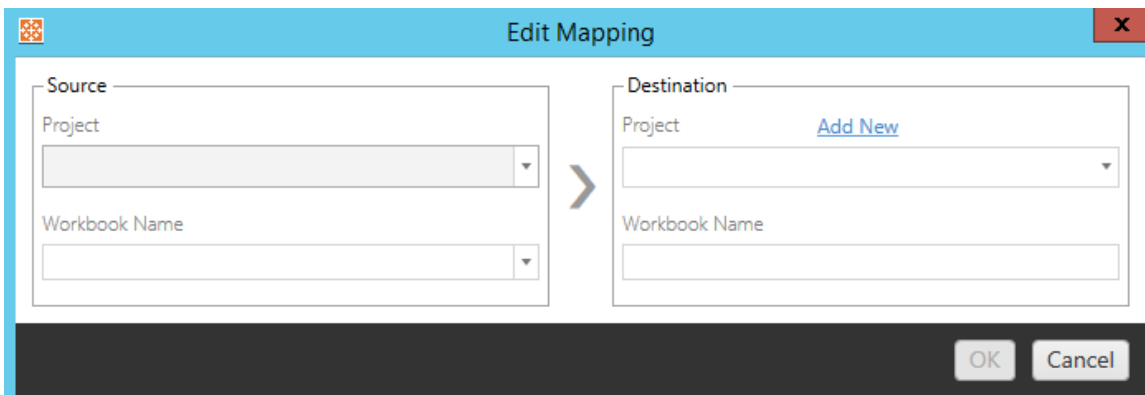 Edit Mapping
x
Source
Project
Workbook Name
Destination
Project Add New
Workbook Name
OK Cancel